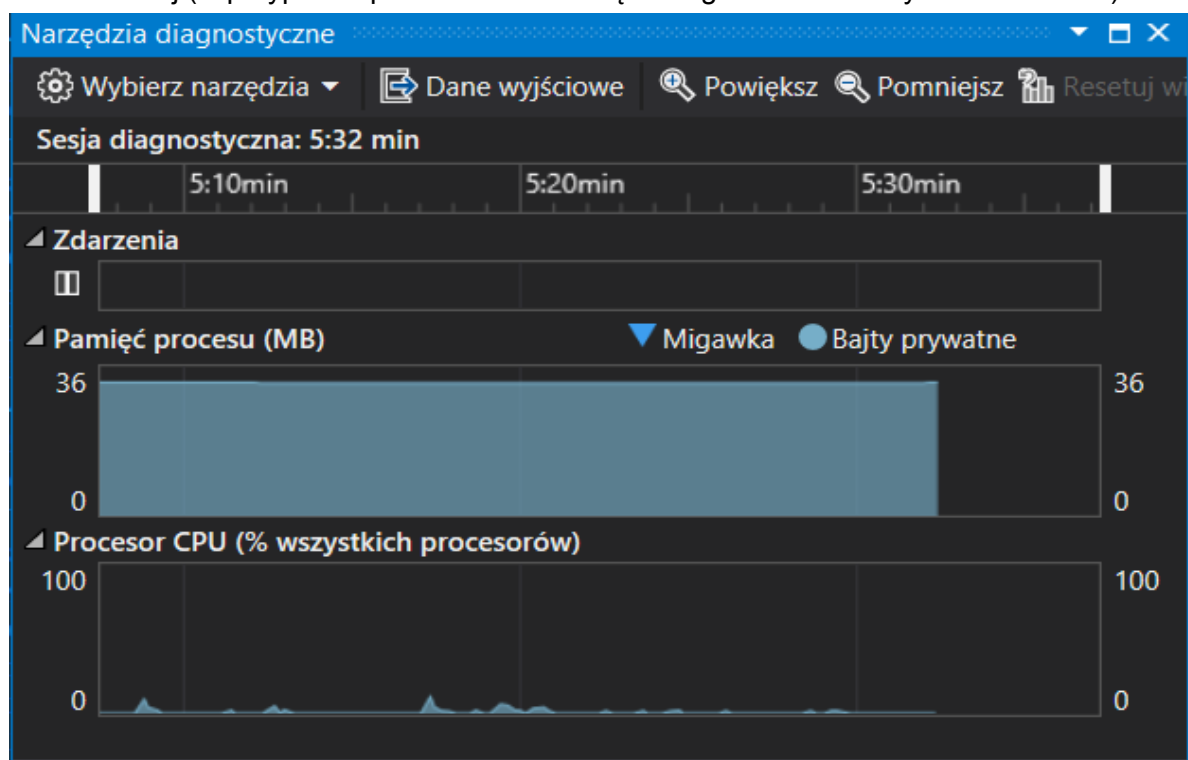 Narzędzia diagnostyczne
Wybierz narzędzia Dane wyjściowe Powiększ Pomniejsz Resetuj
Sesja diagnostyczna: 5:32 min
5:10min 5:20min 5:30min
Zdarzenia
Pamięć procesu (MB) Migawka Bajty prywatne
36 36
0 0
Procesor CPU (% wszystkich procesorów)
100 100
0 0